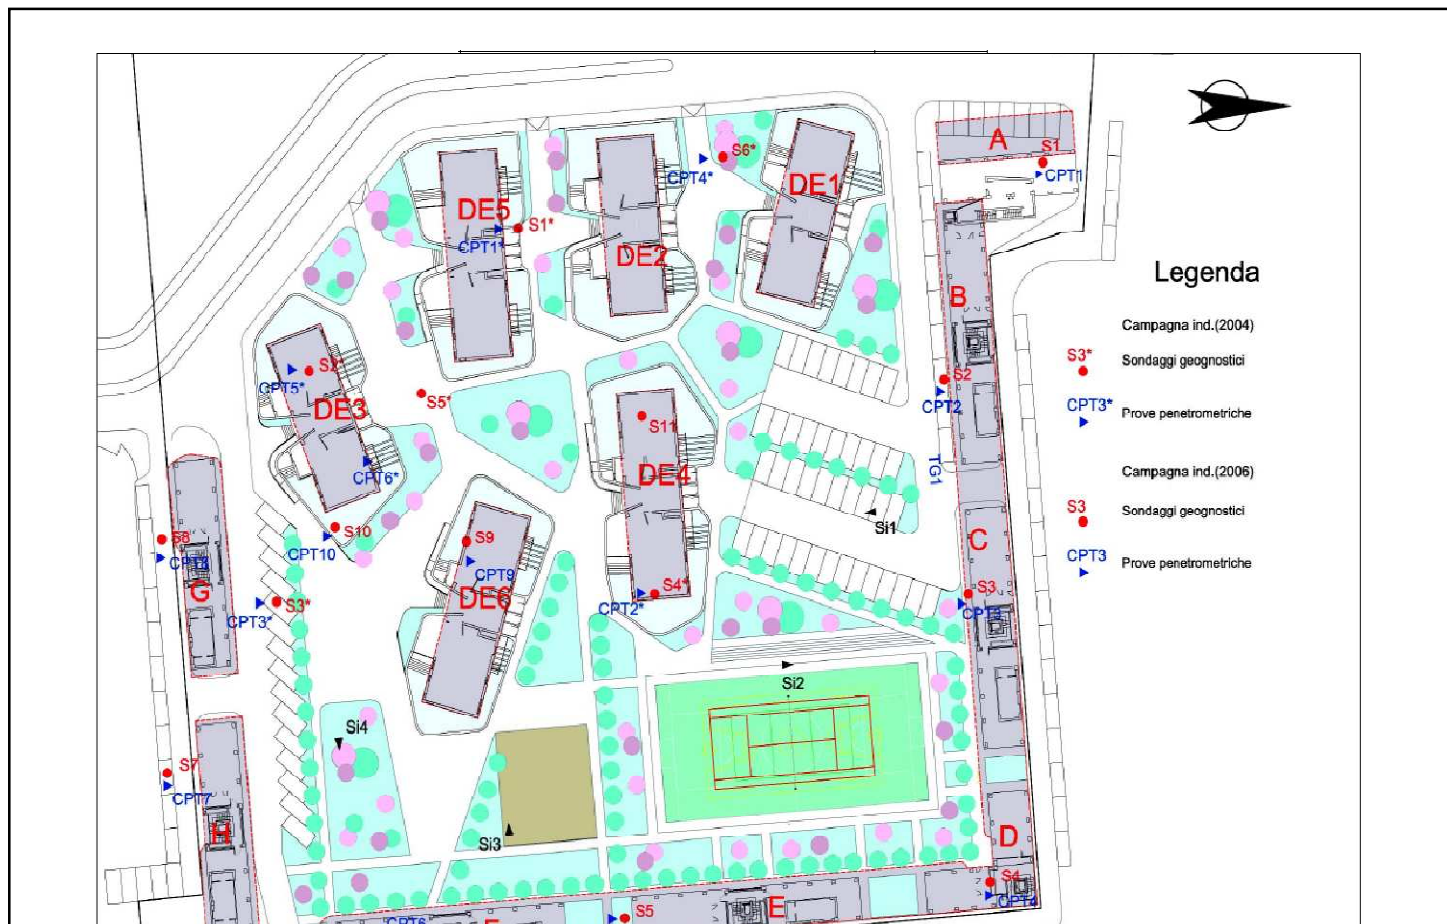 A
S1
CPT1
S6*
CPT4*
DE1
DE5
S1*
CPT1*
DE2
B
Legenda
Campagna ind.(2004)
S3*
Sondaggi geognostici
CPT3*
Prove penetrometriche
Campagna ind.(2006)
S3
Sondaggi geognostici
CPT3
Prove penetrometriche
S2*
CPT5*
DE3
S5*
S2
CPT2
TG1
S11
DE4
CPT6*
S10
CPT10
S9
CPT9
DE6
Si1
C
S8
G
S3*
CPT3*
S4*
CPT2*
S3
CPT3
Si2
Si4
S7
CPT7
H
Si3
D
S4
CPT4
E
S5
CPT6